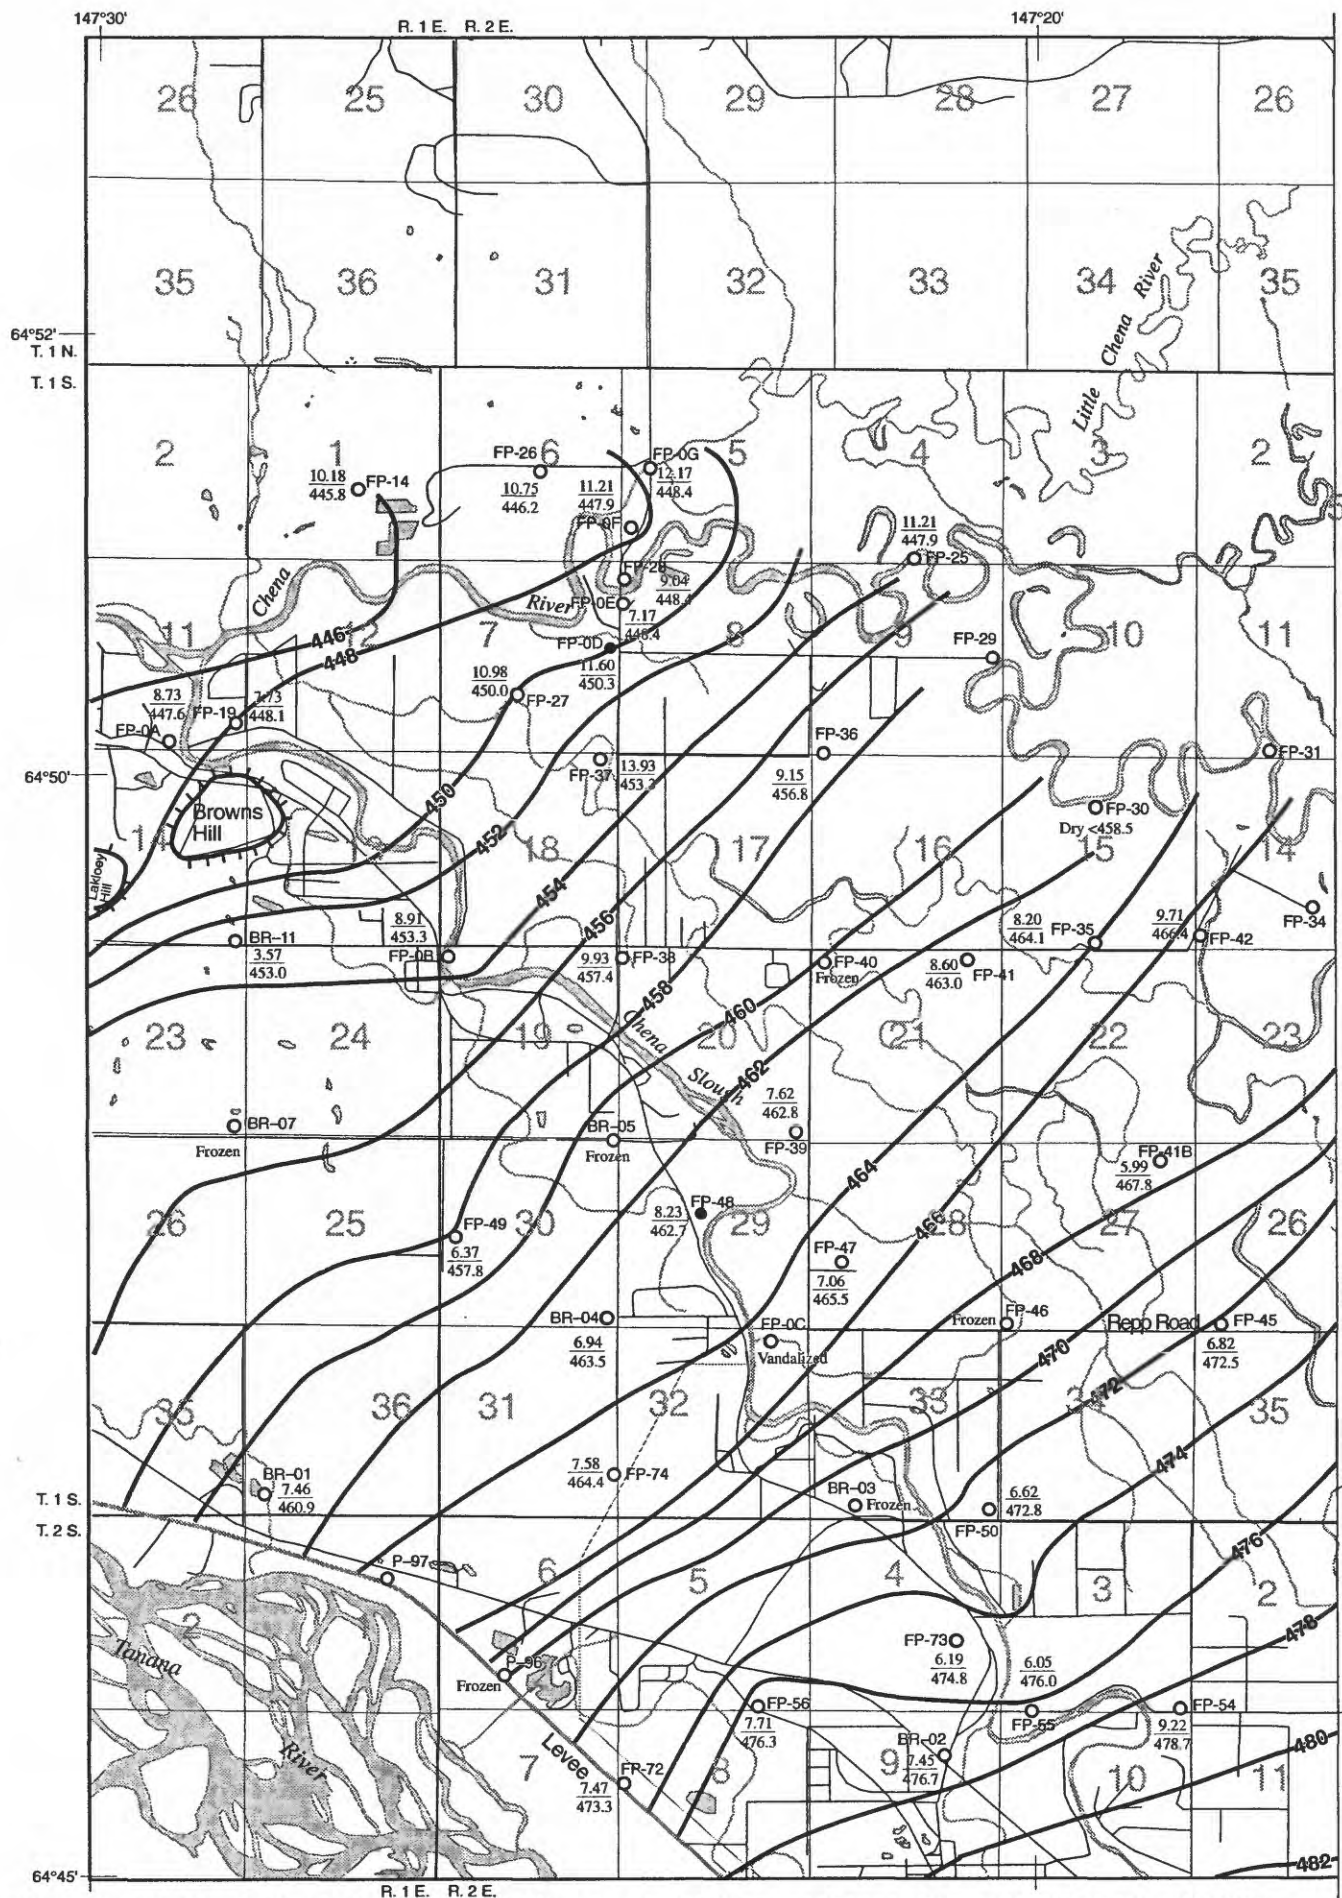 147°30'
R. 1 E. R. 2 E.
147°20'
26
25
30
29
28
27
26
35
36
31
32
33
34
35
Little Chena River
64°52'
T. 1 N.
T. 1 S.
2
1
6
5
4
3
2
10.18
445.8
FP-14
FP-26
10.75
446.2
FP-0G
12.17
448.4
11.21
447.9
FP-0F
11.21
447.9
FP-25
FP-28
9.04
448.4
Chena
River
FP-0E
7.17
448.4
11
446
12
7
8
9
10
11
448
FP-0D
11.60
450.3
FP-29
10.98
450.0
FP-27
8.73
447.6
FP-0A
FP-19
7.73
448.1
FP-37
13.93
453.3
FP-36
9.15
456.8
FP-31
64°50'
Browns
Hill
450
452
FP-30
Dry <458.5
14
18
17
16
15
14
Lakloey
Hill
454
456
8.91
453.3
FP-0B
BR-11
3.57
453.0
9.93
457.4
FP-38
FP-40
Frozen
8.60
463.0
FP-41
8.20
464.1
FP-35
9.71
466.4
FP-42
FP-34
458
460
23
24
19
20
21
22
23
Chena
Slough
462
7.62
462.8
FP-39
BR-07
Frozen
BR-05
Frozen
464
FP-41B
5.99
467.8
26
25
30
29
28
27
26
FP-49
6.37
457.8
8.23
462.7
FP-48
466
468
FP-47
7.06
465.5
BR-04
6.94
463.5
FP-0C
Vandalized
Frozen
FP-46
Repp Road
FP-45
6.82
472.5
470
472
35
36
31
32
33
34
35
474
BR-01
7.46
460.9
7.58
464.4
FP-74
BR-03
Frozen
6.62
472.8
FP-50
T. 1 S.
T. 2 S.
P-97
476
2
6
5
4
3
2
478
Tanana
River
P-96
Frozen
FP-73
6.19
474.8
6.05
476.0
FP-55
FP-56
7.71
476.3
FP-54
9.22
478.7
BR-02
7.45
476.7
Levee
480
7
8
9
10
11
FP-72
7.47
473.3
482
64°45'
R. 1 E. R. 2 E.